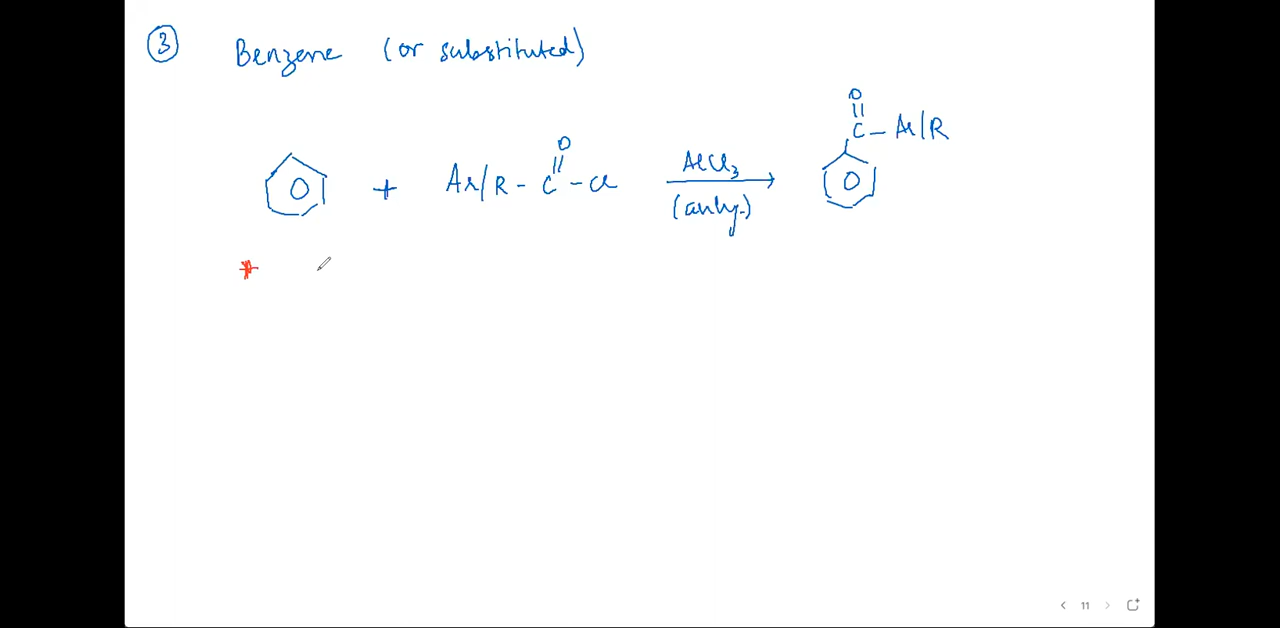 ③ Benzene (or substituted)
O
|| 
C - Ar/R
O
||
+ Ar/R - C - Cl AlCl3
(anhy.)
*
< 11 >